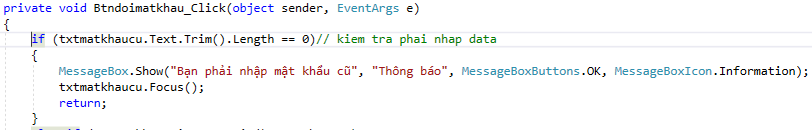 private void Btndoimatkhau_Click(object sender, EventArgs e)
{
if (txtmatkhaucu.Text.Trim().Length == 0)// kiem tra phai nhap data
{
MessageBox.Show("Bạn phải nhập mật khẩu cũ", "Thông báo", MessageBoxButtons.OK, MessageBoxIcon.Information);
txtmatkhaucu.Focus();
return;
}